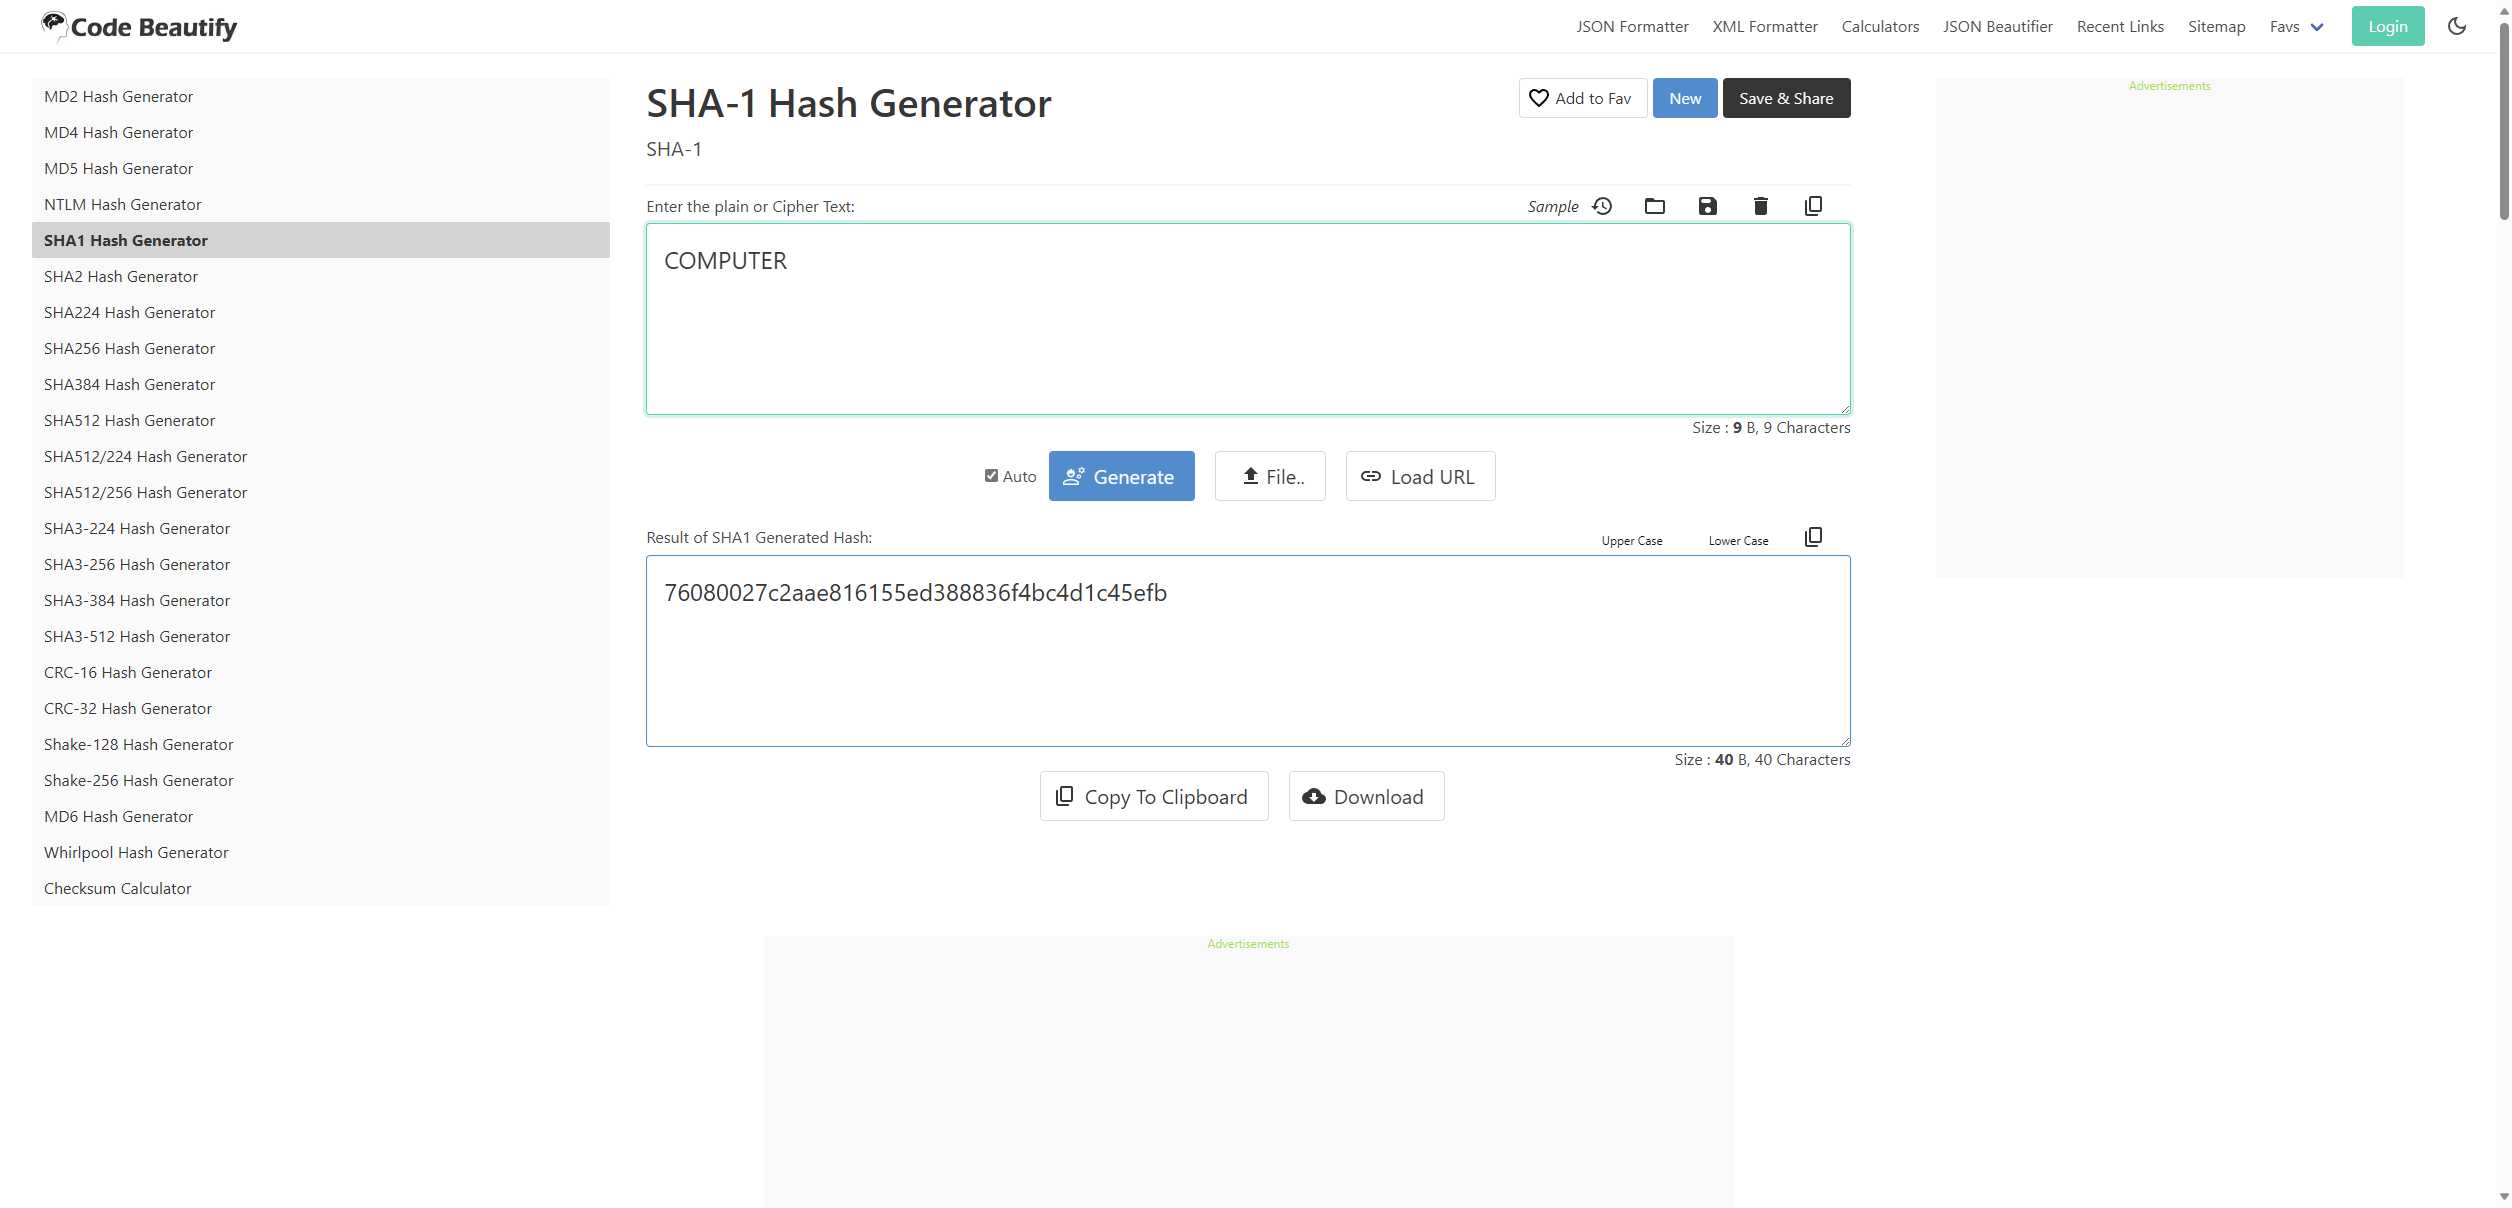 Code Beautify
JSON Formatter
XML Formatter
Calculators
JSON Beautifier
Recent Links
Sitemap
Favs
Login
MD2 Hash Generator
MD4 Hash Generator
MD5 Hash Generator
NTLM Hash Generator
SHA1 Hash Generator
SHA2 Hash Generator
SHA224 Hash Generator
SHA256 Hash Generator
SHA384 Hash Generator
SHA512 Hash Generator
SHA512/224 Hash Generator
SHA512/256 Hash Generator
SHA3-224 Hash Generator
SHA3-256 Hash Generator
SHA3-384 Hash Generator
SHA3-512 Hash Generator
CRC-16 Hash Generator
CRC-32 Hash Generator
Shake-128 Hash Generator
Shake-256 Hash Generator
MD6 Hash Generator
Whirlpool Hash Generator
Checksum Calculator
SHA-1 Hash Generator
Add to Fav
New
Save & Share
SHA-1
Enter the plain or Cipher Text:
Sample
COMPUTER
Size : 9 B, 9 Characters
Auto
Generate
File..
Load URL
Result of SHA1 Generated Hash:
Upper Case
Lower Case
76080027c2aae816155ed388836f4bc4d1c45efb
Size : 40 B, 40 Characters
Copy To Clipboard
Download
Advertisements
Advertisements